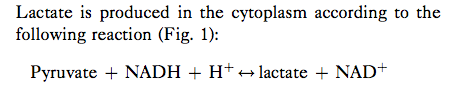 Lactate is produced in the cytoplasm according to the
following reaction (Fig. 1):
Pyruvate + NADH + H⁺ ↔ lactate + NAD⁺